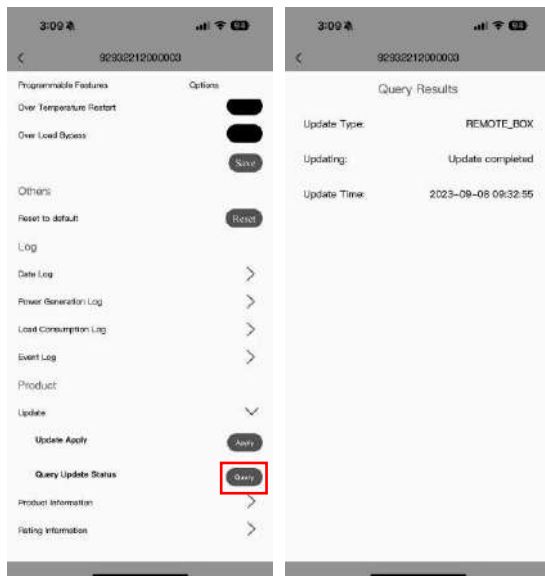 3:09
92932212000003
Programmable Features Options
Over Temperature Restart
Over Load Bypass
Save
Others
Reset to default Reset
Log
Date Log
Power Generation Log
Load Consumption Log
Event Log
Product
Update
Update Apply Apply
Query Update Status Query
Product Information
Rating Information
3:09
92932212000003
Query Results
Update Type: REMOTE_BOX
Updating: Update completed
Update Time: 2023-09-08 09:32:55